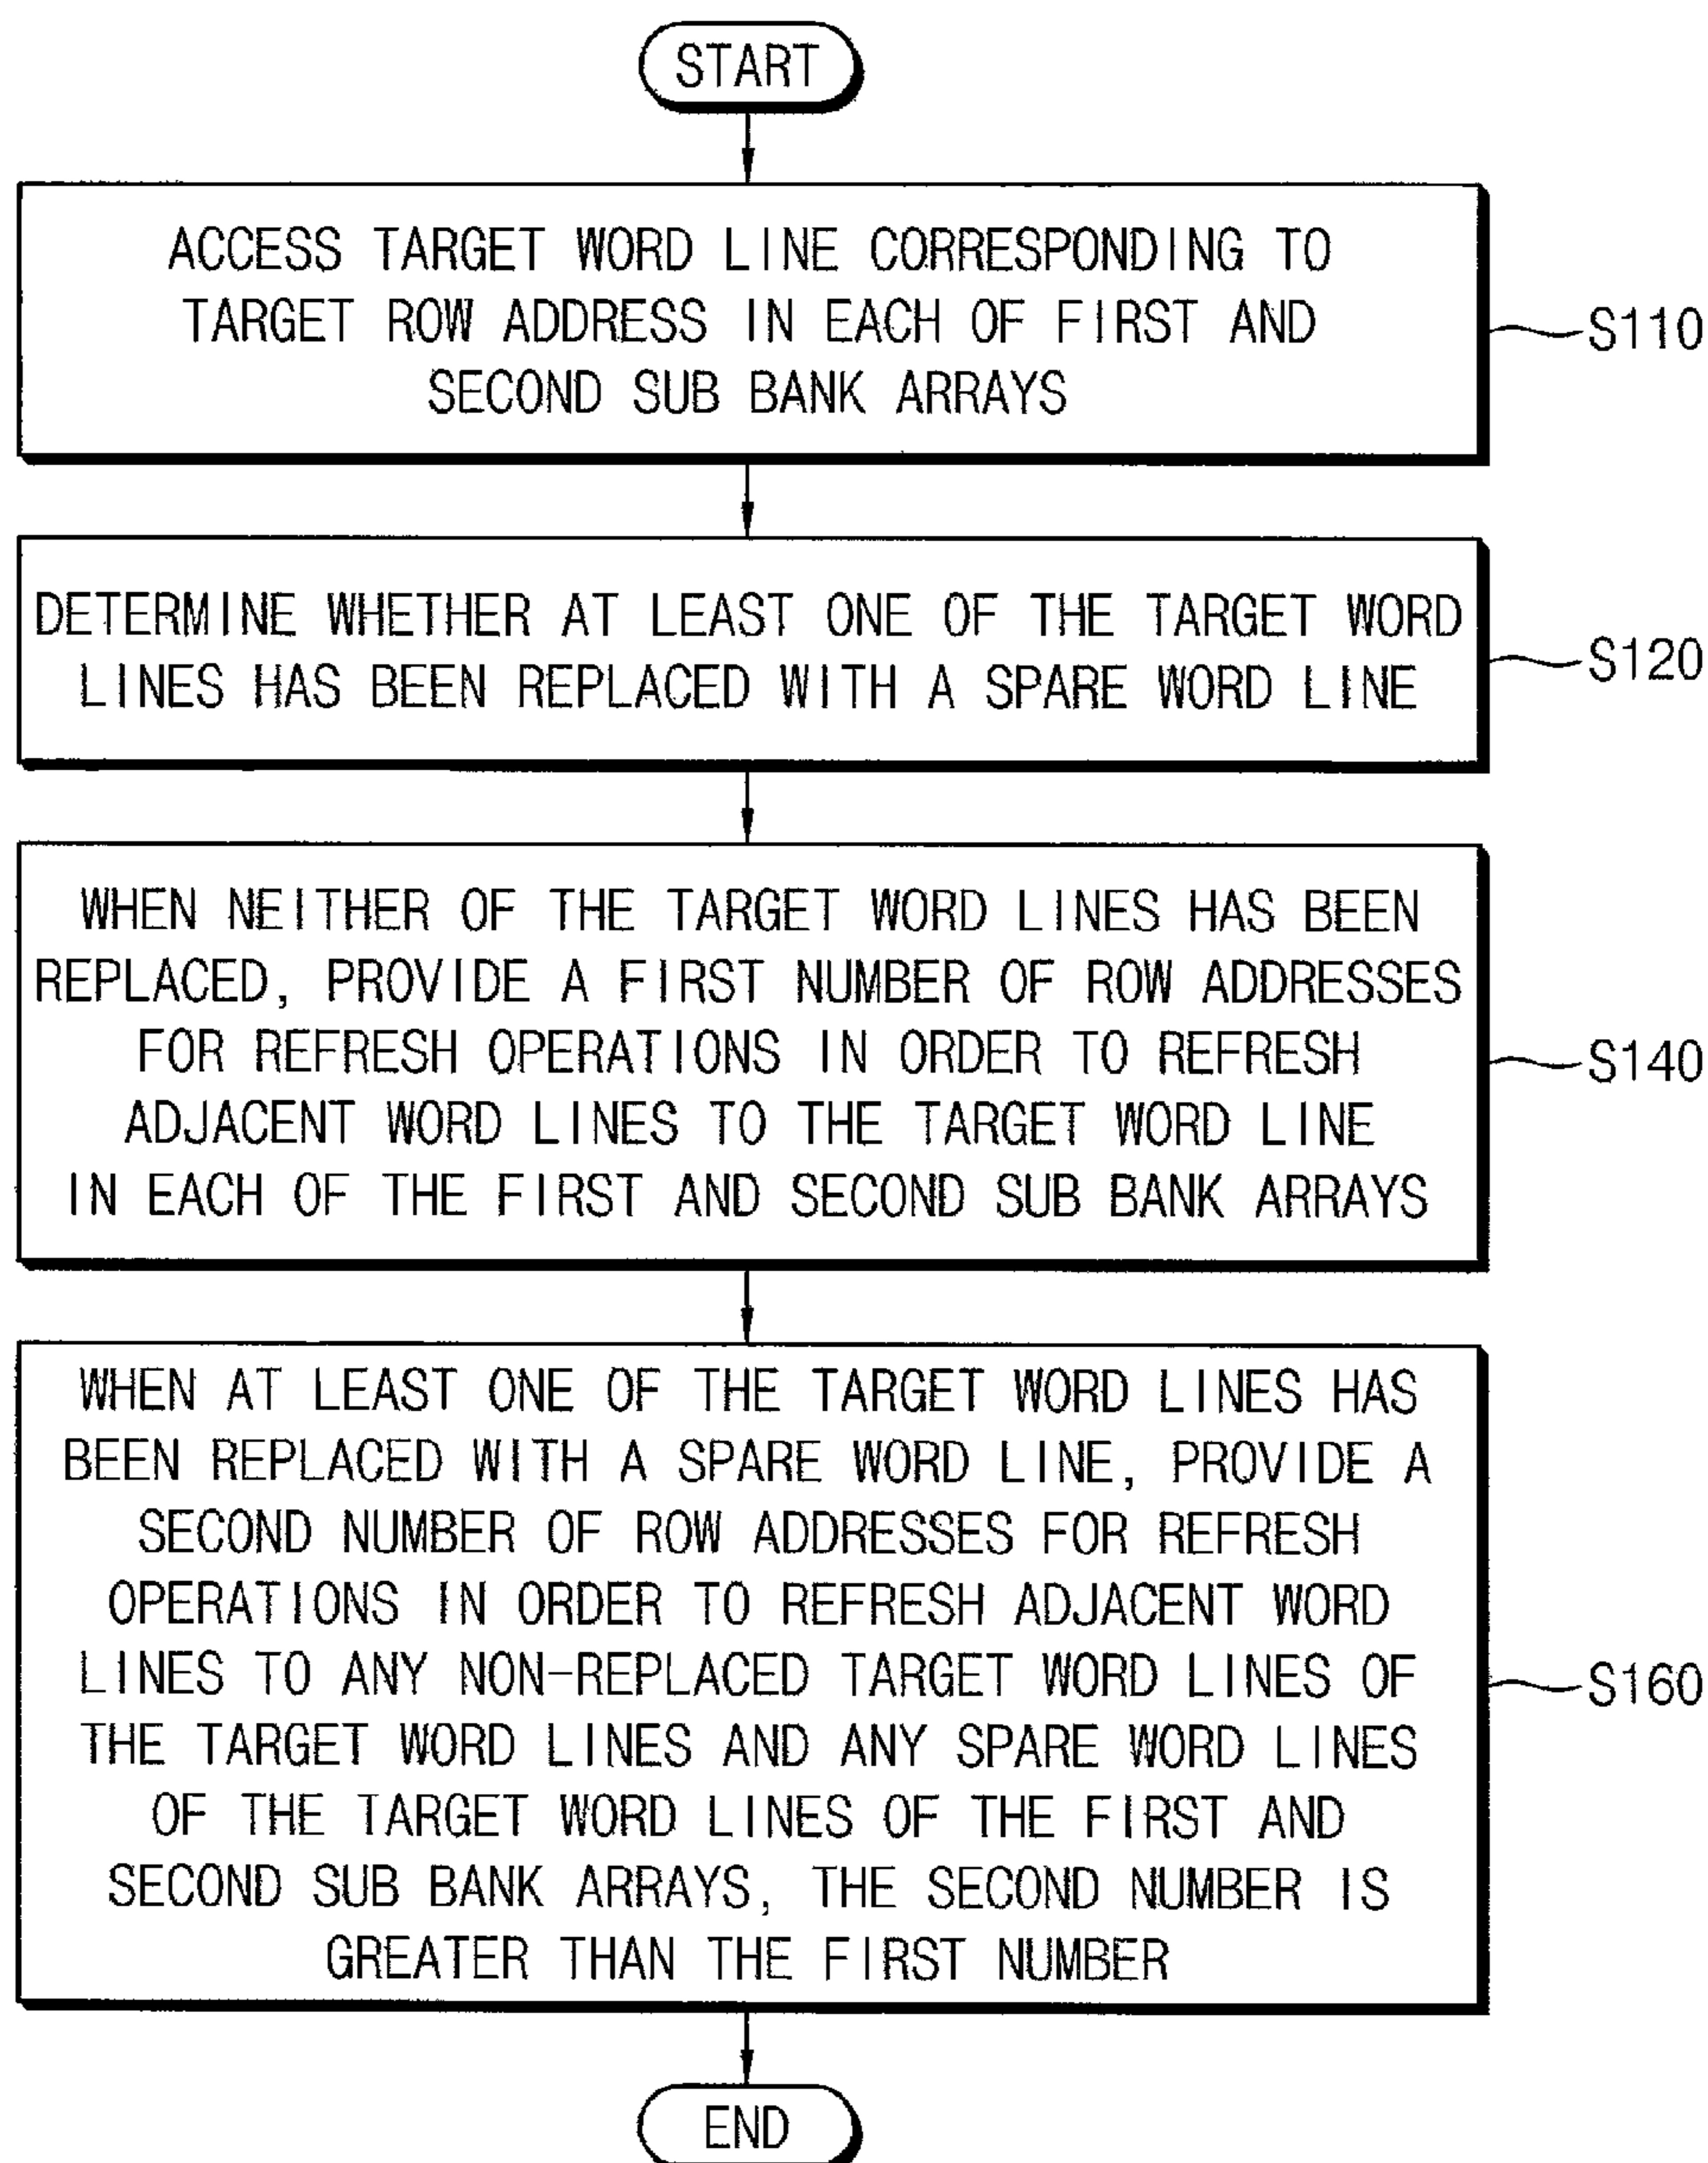 START
ACCESS TARGET WORD LINE CORRESPONDING TO
TARGET ROW ADDRESS IN EACH OF FIRST AND
SECOND SUB BANK ARRAYS
S110
DETERMINE WHETHER AT LEAST ONE OF THE TARGET WORD
LINES HAS BEEN REPLACED WITH A SPARE WORD LINE
S120
WHEN NEITHER OF THE TARGET WORD LINES HAS BEEN
REPLACED, PROVIDE A FIRST NUMBER OF ROW ADDRESSES
FOR REFRESH OPERATIONS IN ORDER TO REFRESH
ADJACENT WORD LINES TO THE TARGET WORD LINE
IN EACH OF THE FIRST AND SECOND SUB BANK ARRAYS
S140
WHEN AT LEAST ONE OF THE TARGET WORD LINES HAS
BEEN REPLACED WITH A SPARE WORD LINE, PROVIDE A
SECOND NUMBER OF ROW ADDRESSES FOR REFRESH
OPERATIONS IN ORDER TO REFRESH ADJACENT WORD
LINES TO ANY NON-REPLACED TARGET WORD LINES OF
THE TARGET WORD LINES AND ANY SPARE WORD LINES
OF THE TARGET WORD LINES OF THE FIRST AND
SECOND SUB BANK ARRAYS, THE SECOND NUMBER IS
GREATER THAN THE FIRST NUMBER
S160
END